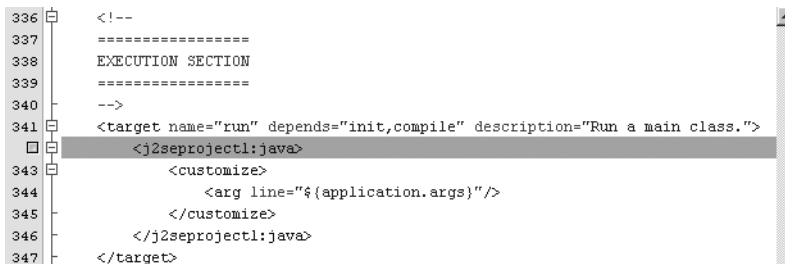 336 <!--
337 =================
338 EXECUTION SECTION
339 =================
340 -->
341 <target name="run" depends="init,compile" description="Run a main class.">
<j2seproject1:java>
343 <customize>
344 <arg line="${application.args}"/>
345 </customize>
346 </j2seproject1:java>
347 </target>